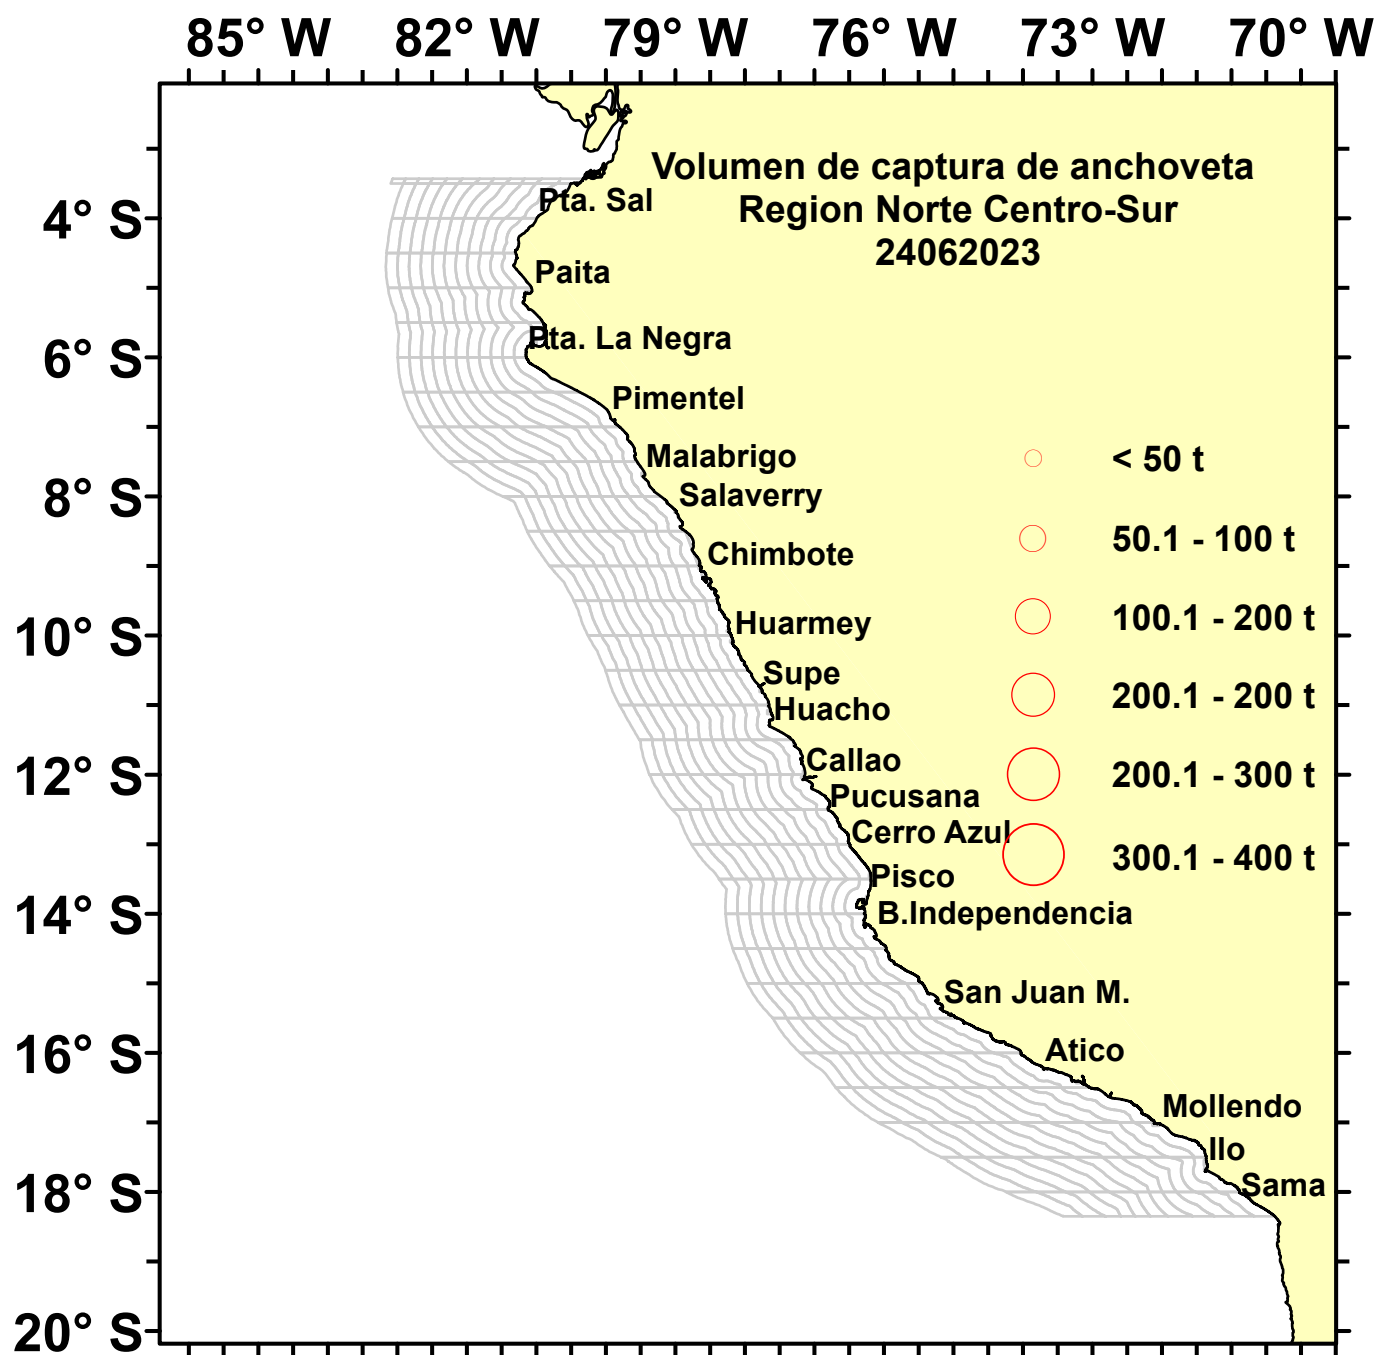 85° W 82° W 79° W 76° W 73° W 70° W
Volumen de captura de anchoveta
Region Norte Centro-Sur
24062023
4° S
6° S
8° S
10° S
12° S
14° S
16° S
18° S
20° S
Pta. Sal
Paita
Pta. La Negra
Pimentel
Malabrigo
Salaverry
Chimbote
Huarmey
Supe
Huacho
Callao
Pucusana
Cerro Azul
Pisco
B.Independencia
San Juan M.
Atico
Mollendo
Ilo
Sama
< 50 t
50.1 - 100 t
100.1 - 200 t
200.1 - 200 t
200.1 - 300 t
300.1 - 400 t